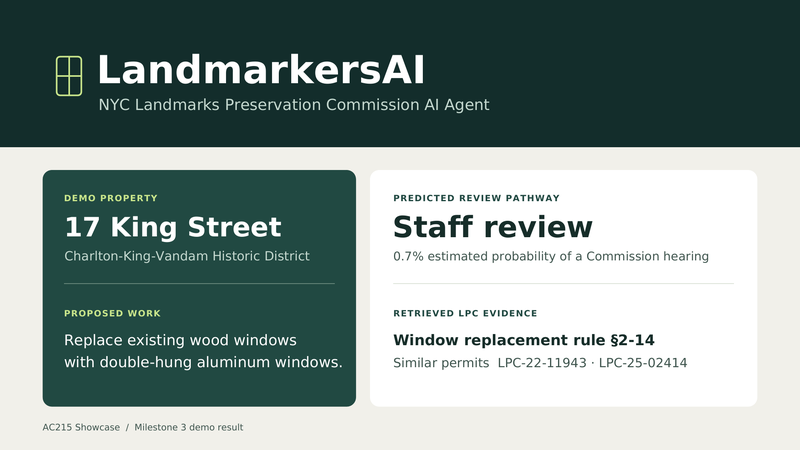 LandmarkersAI
NYC Landmarks Preservation Commission AI Agent
DEMO PROPERTY
17 King Street
Charlton-King-Vandam Historic District
PROPOSED WORK
Replace existing wood windows
with double-hung aluminum windows.
PREDICTED REVIEW PATHWAY
Staff review
0.7% estimated probability of a Commission hearing
RETRIEVED LPC EVIDENCE
Window replacement rule §2-14
Similar permits LPC-22-11943 · LPC-25-02414
AC215 Showcase / Milestone 3 demo result